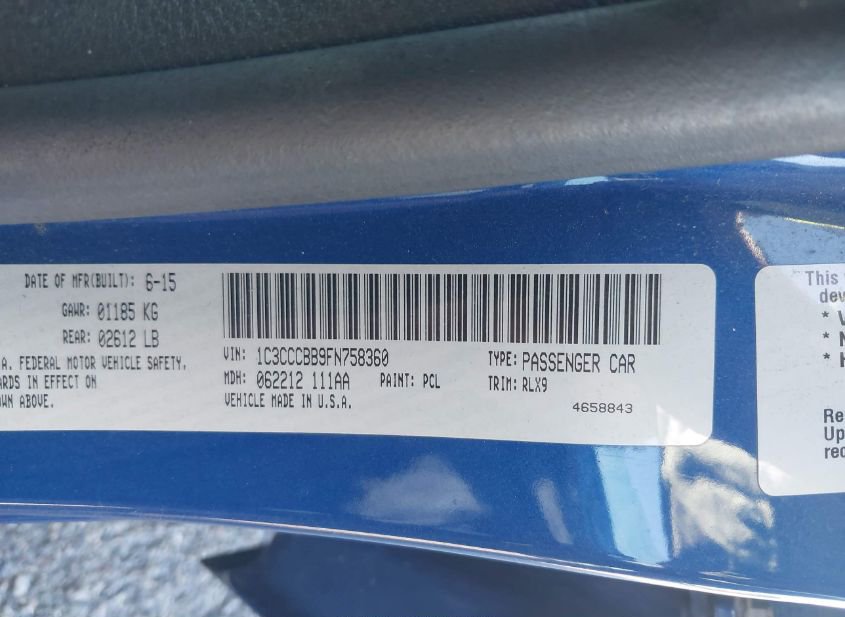 DATE OF MFR(BUILT): 6-15
GAWR: 01185 KG
REAR: 02612 LB
A. FEDERAL MOTOR VEHICLE SAFETY,
ARDS IN EFFECT ON
OWN ABOVE.
VIN: 1C3CCCBB9FN758360
TYPE: PASSENGER CAR
MDH: 062212 111AA
PAINT: PCL
TRIM: RLX9
VEHICLE MADE IN U.S.A.
4658843
This
dev
*
*
*
Re
Up
rec